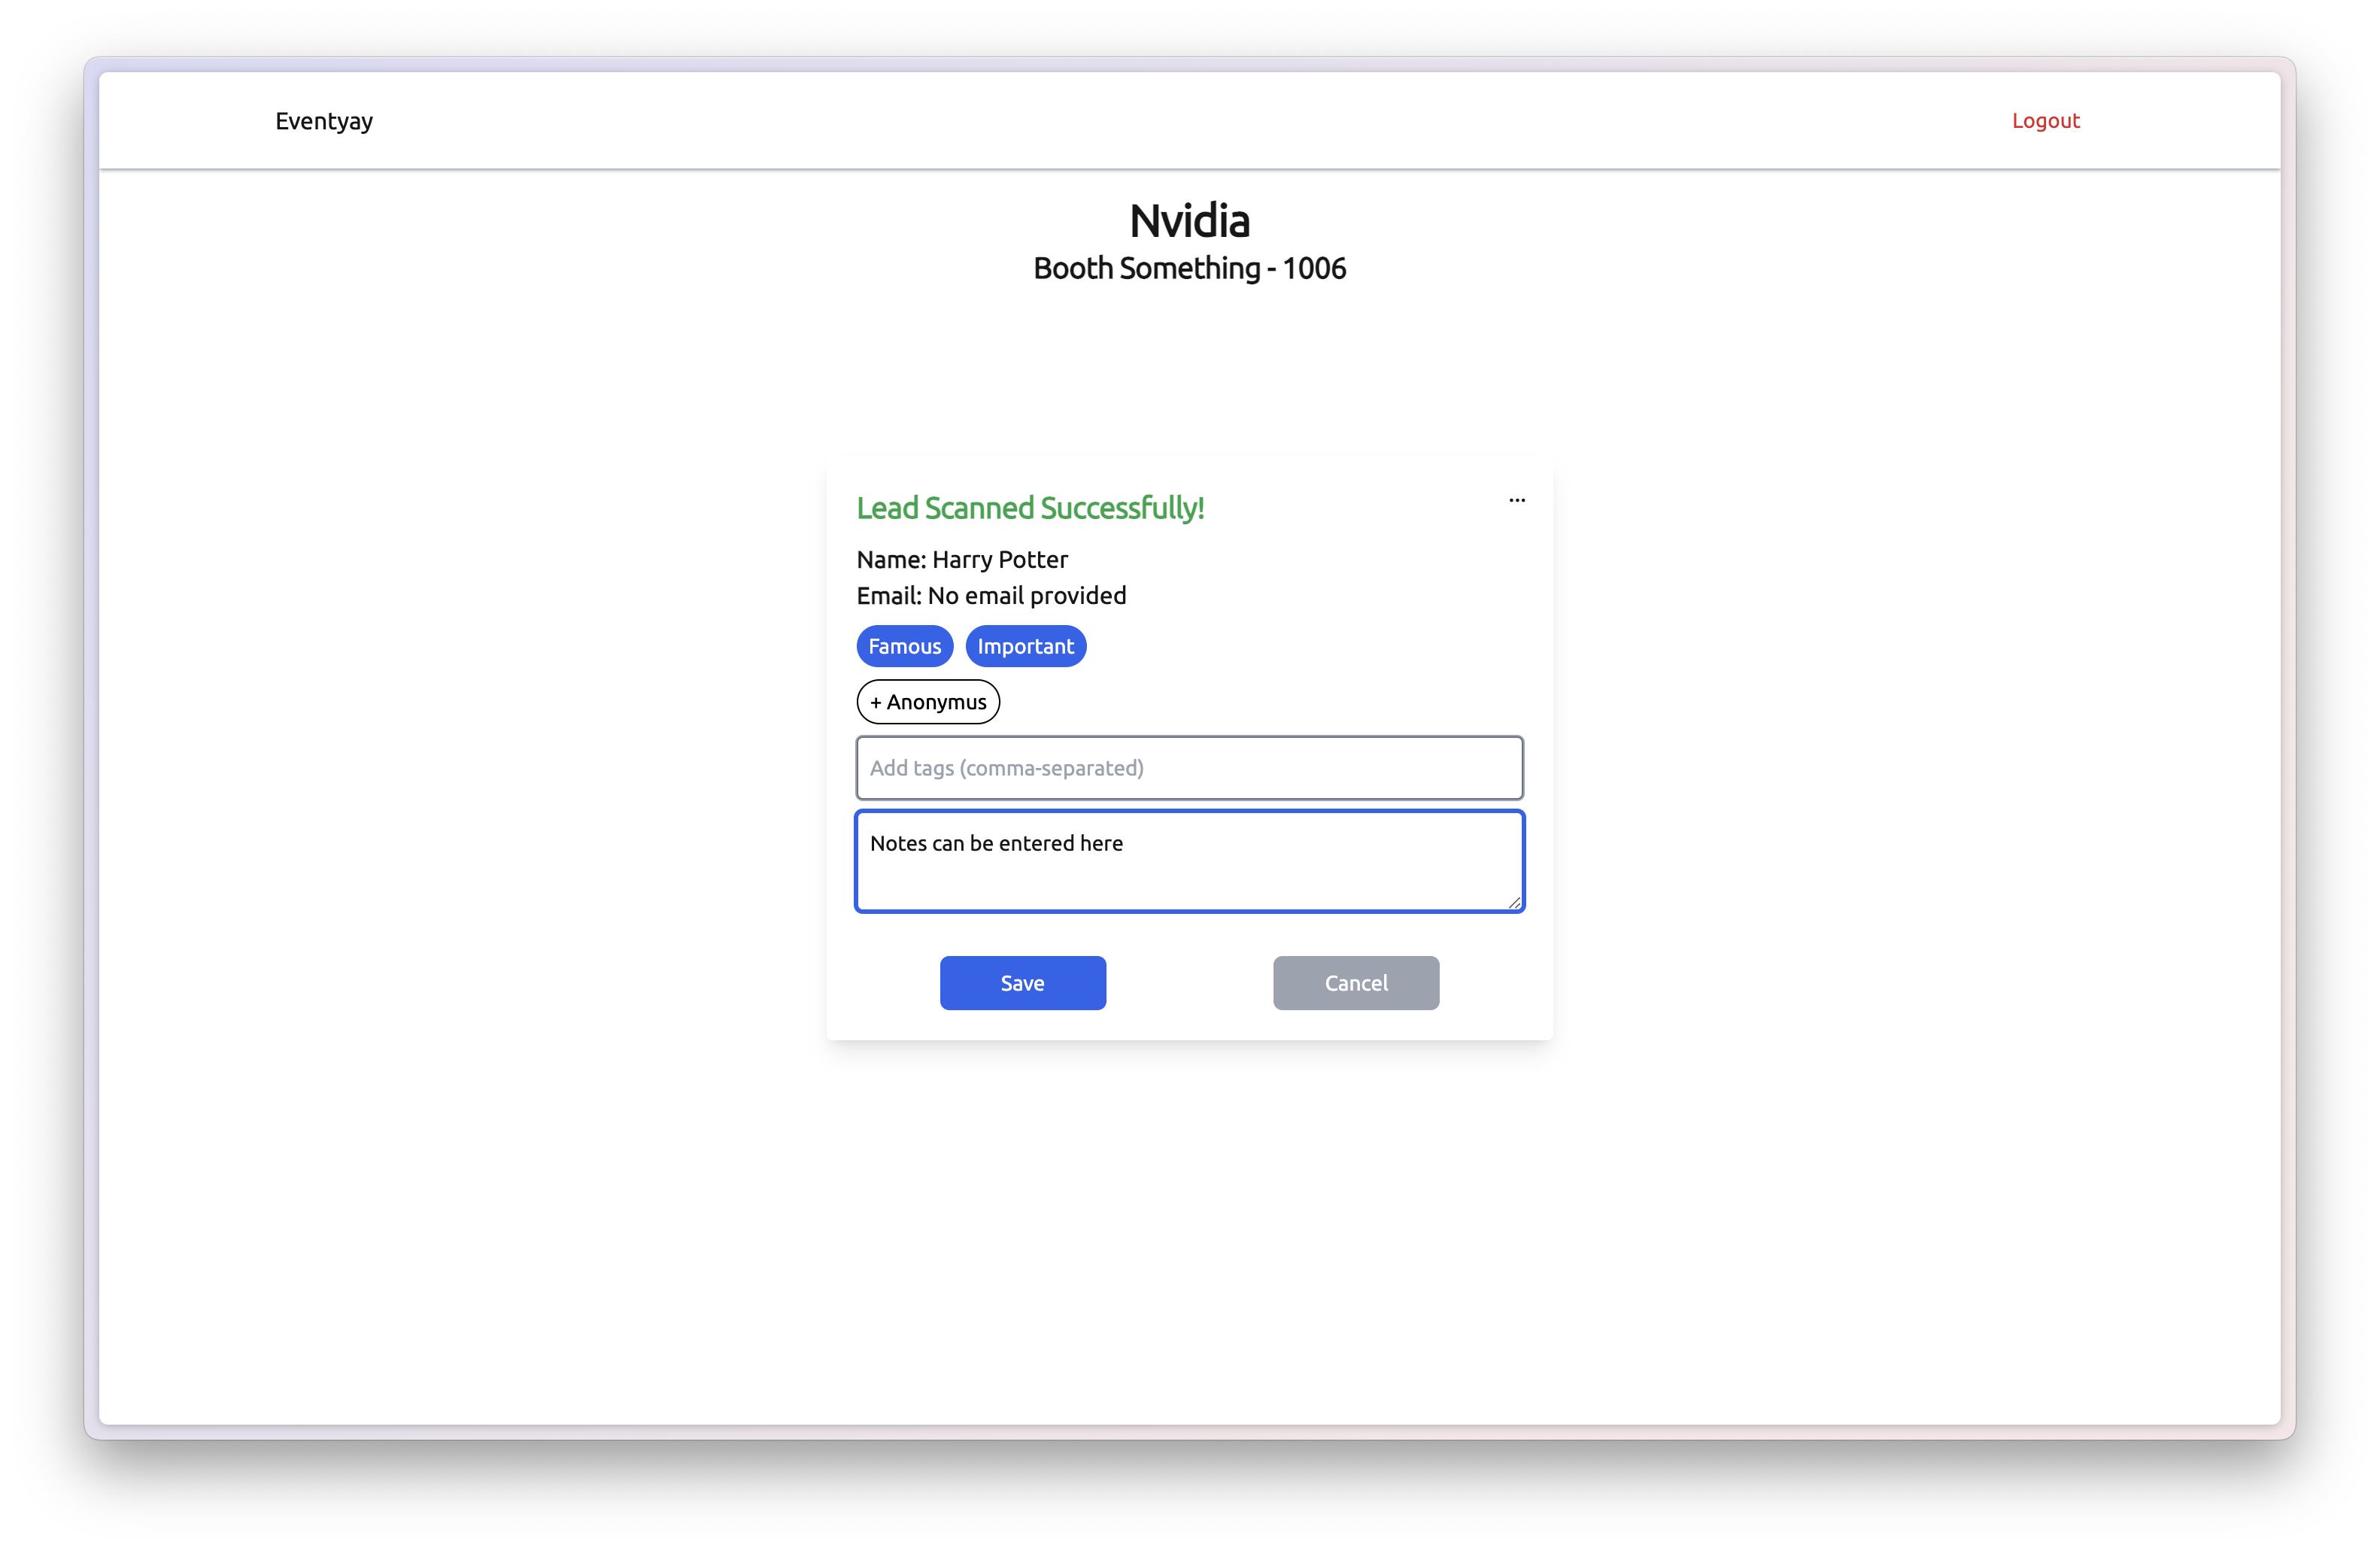 Eventyay
Logout
Nvidia
Booth Something - 1006
Lead Scanned Successfully!
...
Name: Harry Potter
Email: No email provided
Famous Important
+ Anonymus
Add tags (comma-separated)
Notes can be entered here
Save Cancel